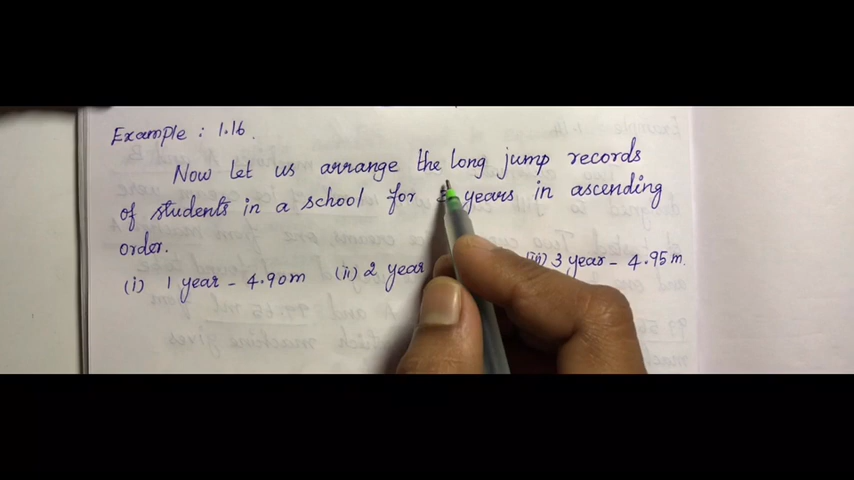 Example : 1.16.
Now let us arrange the long jump records
of students in a school for 3 years in ascending
order.
(i) 1 year - 4.90m (ii) 2 year (iii) 3 year - 4.95 m.